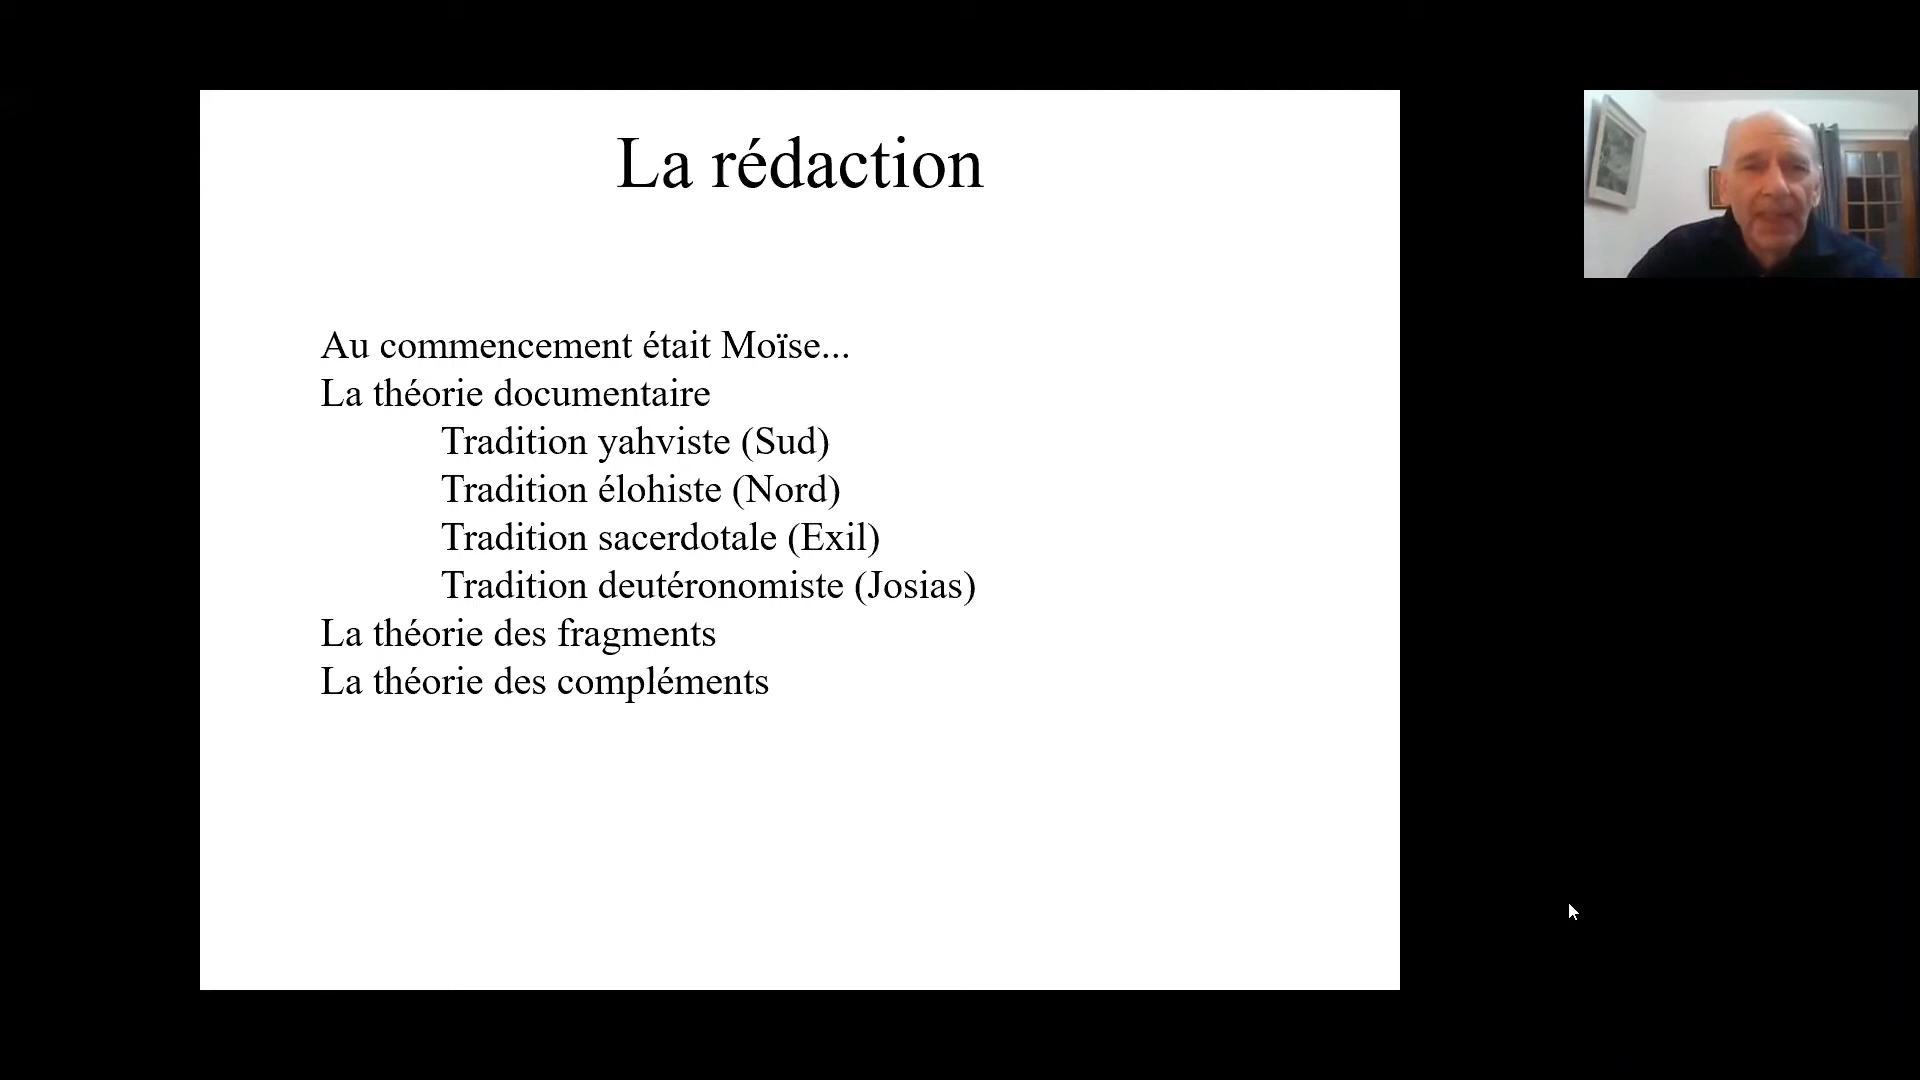 La rédaction
Au commencement était Moïse...
La théorie documentaire
Tradition yahviste (Sud)
Tradition élohiste (Nord)
Tradition sacerdotale (Exil)
Tradition deutéronomiste (Josias)
La théorie des fragments
La théorie des compléments